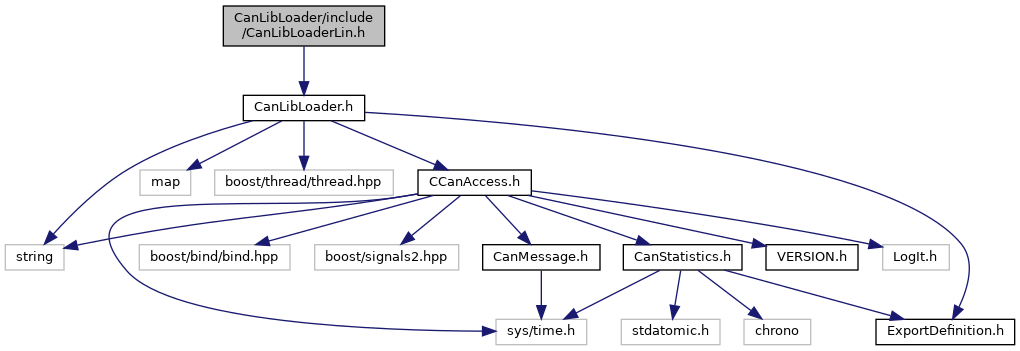 CanLibLoader/include
/CanLibLoaderLin.h
CanLibLoader.h
map
boost/thread/thread.hpp
CCanAccess.h
string
boost/bind/bind.hpp
boost/signals2.hpp
CanMessage.h
CanStatistics.h
VERSION.h
LogIt.h
sys/time.h
stdatomic.h
chrono
ExportDefinition.h